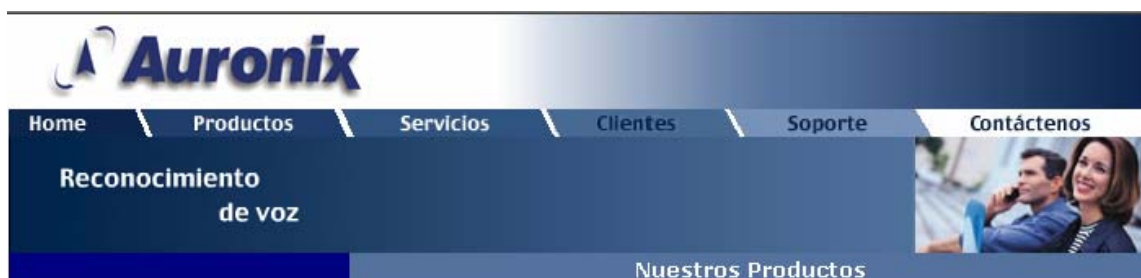 Auronix
Home Productos Servicios Clientes Soporte Contáctenos
Reconocimiento
de voz
Nuestros Productos